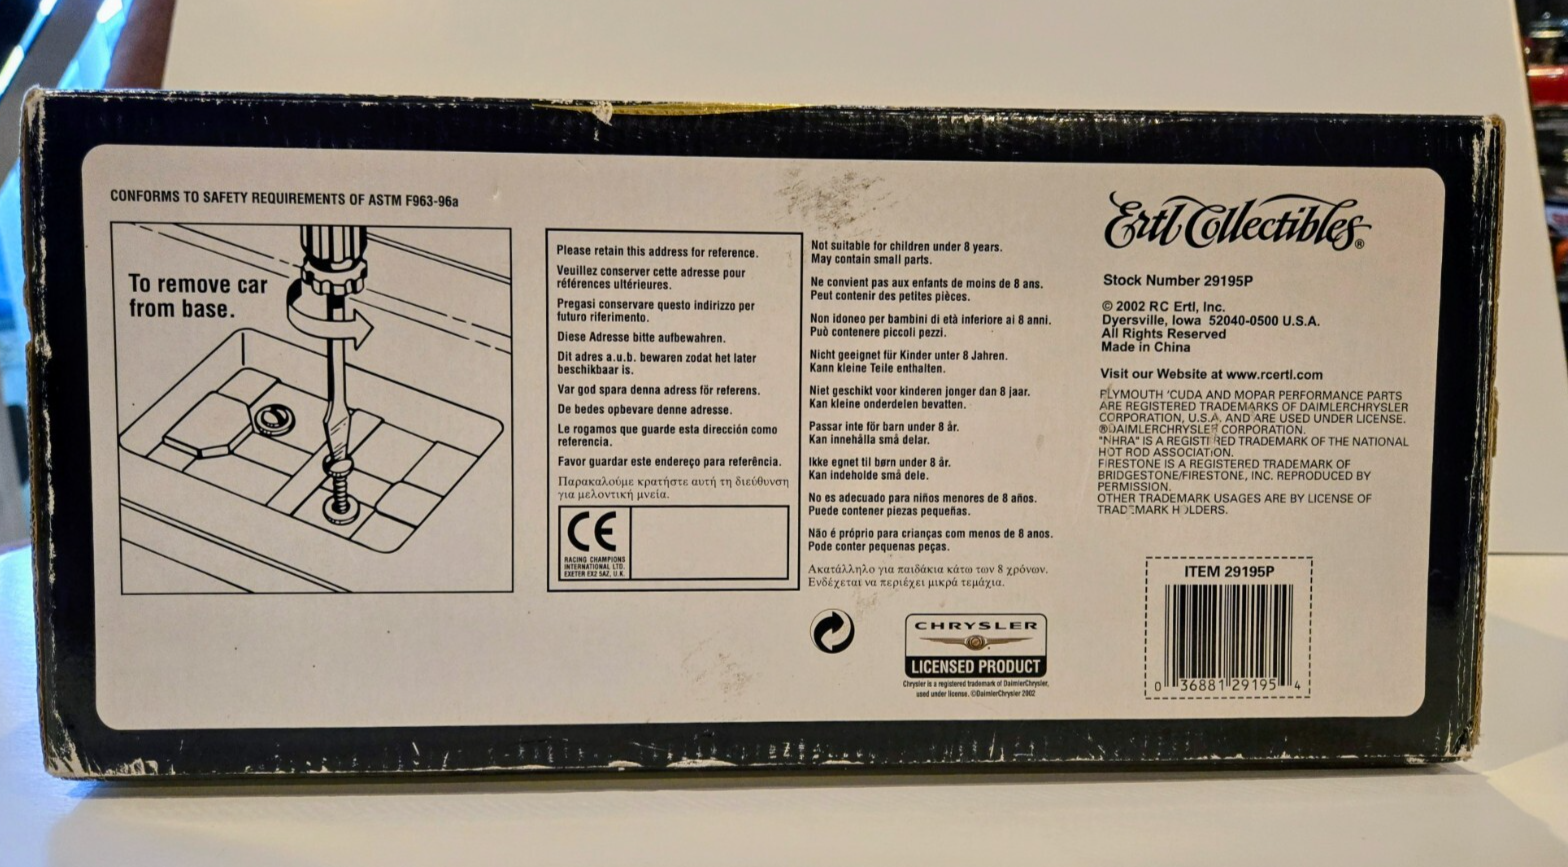 CONFORMS TO SAFETY REQUIREMENTS OF ASTM F963-96a
To remove car
from base.
Please retain this address for reference.
Veuillez conserver cette adresse pour
références ultérieures.
Pregasi conservare questo indirizzo per
futuro riferimento.
Diese Adresse bitte aufbewahren.
Dit adres a.u.b. bewaren zodat het later
beschikbaar is.
Var god spara denna adress för referens.
De bedes opbevare denne adresse.
Le rogamos que guarde esta dirección como
referencia.
Favor guardar este endereço para referência.
Παρακαλούμε κρατήστε αυτή τη διεύθυνση
για μελοντική μνεία.
CE
RACING CHAMPIONS
INTERNATIONAL LTD.
EXETER EX2 5AZ, U.K.
Not suitable for children under 8 years.
May contain small parts.
Ne convient pas aux enfants de moins de 8 ans.
Peut contenir des petites pièces.
Non idoneo per bambini di età inferiore ai 8 anni.
Può contenere piccoli pezzi.
Nicht geeignet für Kinder unter 8 Jahren.
Kann kleine Teile enthalten.
Niet geschikt voor kinderen jonger dan 8 jaar.
Kan kleine onderdelen bevatten.
Passar inte för barn under 8 år.
Kan innehålla små delar.
Ikke egnet til børn under 8 år.
Kan indeholde små dele.
No es adecuado para niños menores de 8 años.
Puede contener piezas pequeñas.
Não é próprio para crianças com menos de 8 anos.
Pode conter pequenas peças.
Ακατάλληλο για παιδάκια κάτω των 8 χρόνων.
Ενδέχεται να περιέχει μικρά τεμάχια.
CHRYSLER
LICENSED PRODUCT
Chrysler is a registered trademark of DaimlerChrysler,
used under license. ©DaimlerChrysler 2002
Ertl Collectibles®
Stock Number 29195P
© 2002 RC Ertl, Inc.
Dyersville, Iowa 52040-0500 U.S.A.
All Rights Reserved
Made in China
Visit our Website at www.rcertl.com
PLYMOUTH 'CUDA AND MOPAR PERFORMANCE PARTS
ARE REGISTERED TRADEMARKS OF DAIMLERCHRYSLER
CORPORATION, U.S.A. AND ARE USED UNDER LICENSE.
®DAIMLERCHRYSLER CORPORATION.
"NHRA" IS A REGISTERED TRADEMARK OF THE NATIONAL
HOT ROD ASSOCIATION.
FIRESTONE IS A REGISTERED TRADEMARK OF
BRIDGESTONE/FIRESTONE, INC. REPRODUCED BY
PERMISSION.
OTHER TRADEMARK USAGES ARE BY LICENSE OF
TRADEMARK HOLDERS.
ITEM 29195P
0 36881 29195 4